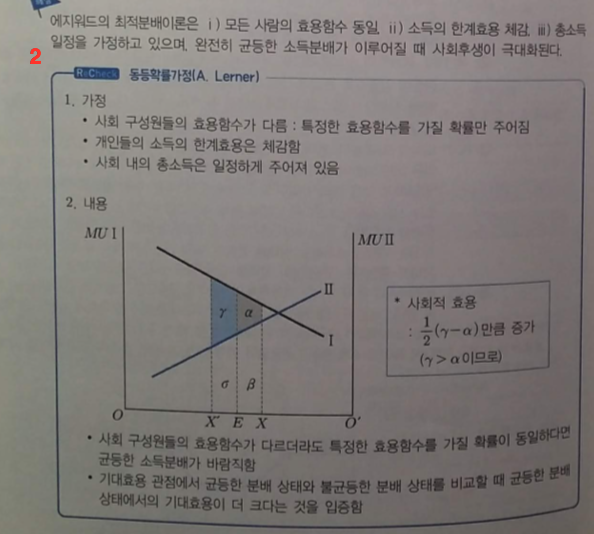 에지워드의 최적분배이론은 ⅰ) 모든 사람의 효용함수 동일, ⅱ) 소득의 한계효용 체감, ⅲ) 총소득
일정을 가정하고 있으며, 완전히 균등한 소득분배가 이루어질 때 사회후생이 극대화된다.
2
ReCheck 동등확률가정(A. Lerner)
1. 가정
• 사회 구성원들의 효용함수가 다름 : 특정한 효용함수를 가질 확률만 주어짐
• 개인들의 소득의 한계효용은 체감함
• 사회 내의 총소득은 일정하게 주어져 있음
2. 내용
MU Ⅰ
MU Ⅱ
Ⅱ
γ α
Ⅰ
σ β
O X′ E X O′
* 사회적 효용
: 1/2(γ-α)만큼 증가
(γ > α이므로)
• 사회 구성원들의 효용함수가 다르더라도 특정한 효용함수를 가질 확률이 동일하다면
균등한 소득분배가 바람직함
• 기대효용 관점에서 균등한 분배 상태와 불균등한 분배 상태를 비교할 때 균등한 분배
상태에서의 기대효용이 더 크다는 것을 입증함